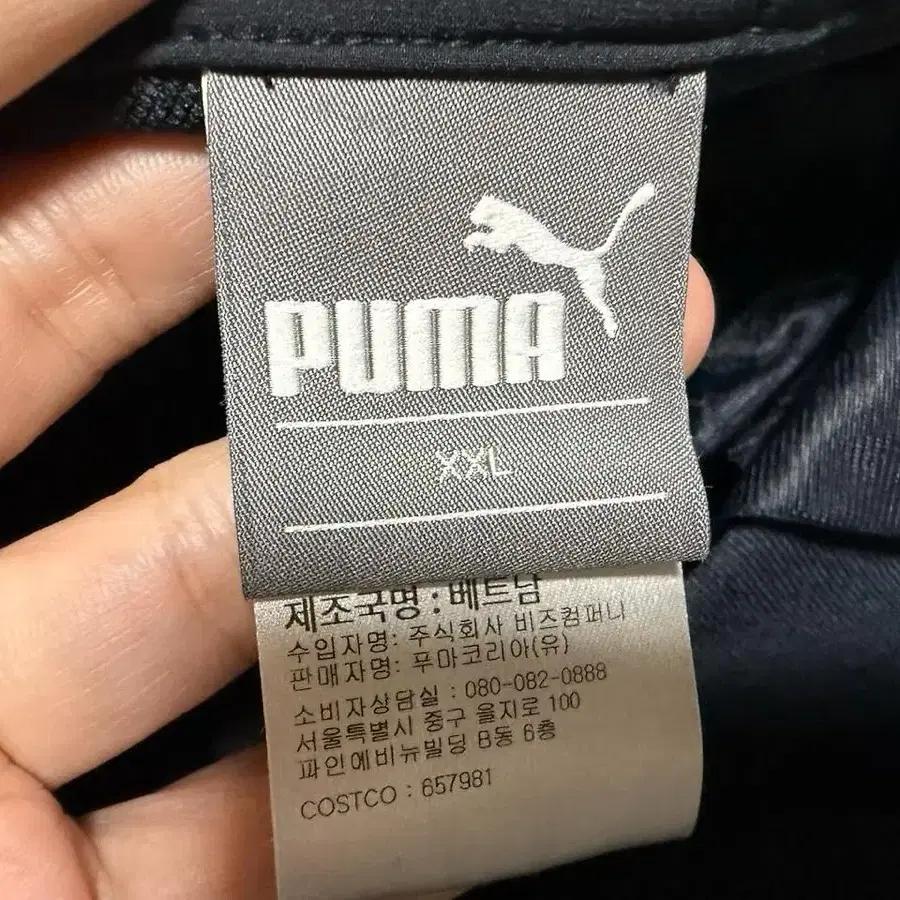 PUMA
XXL
제조국명 : 베트남
수입자명: 주식회사 비즈컴퍼니
판매자명: 푸마코리아(유)
소비자상담실 : 080-082-0888
서울특별시 중구 을지로 100
파인에비뉴빌딩 B동 6층
COSTCO : 657981